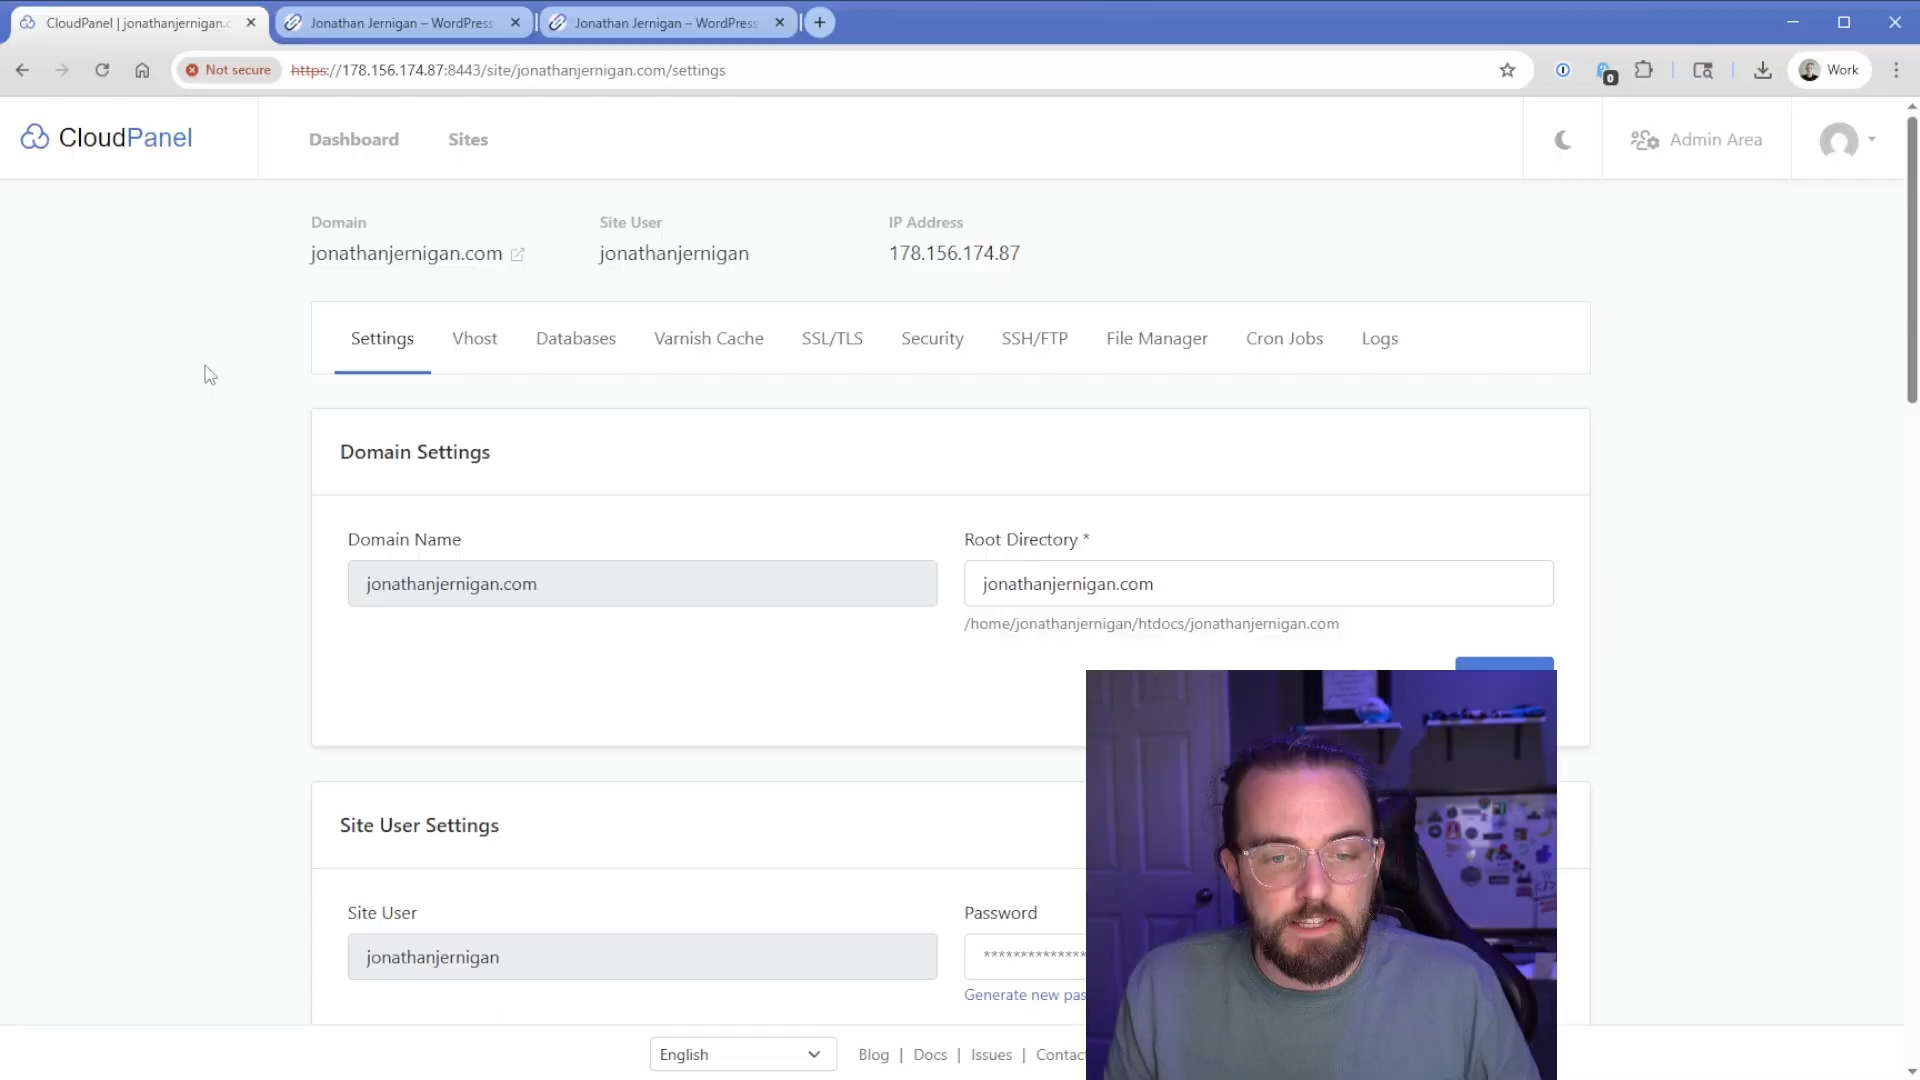 CloudPanel | jonathanjernigan.c
Jonathan Jernigan – WordPress
Jonathan Jernigan – WordPress
Not secure
https://178.156.174.87:8443/site/jonathanjernigan.com/settings
0
Work
CloudPanel
Dashboard
Sites
Admin Area
Domain
Site User
IP Address
jonathanjernigan.com
jonathanjernigan
178.156.174.87
Settings
Vhost
Databases
Varnish Cache
SSL/TLS
Security
SSH/FTP
File Manager
Cron Jobs
Logs
Domain Settings
Domain Name
Root Directory *
jonathanjernigan.com
jonathanjernigan.com
/home/jonathanjernigan/htdocs/jonathanjernigan.com
Site User Settings
Site User
Password
jonathanjernigan
**************
Generate new pas
English
Blog | Docs | Issues | Contac